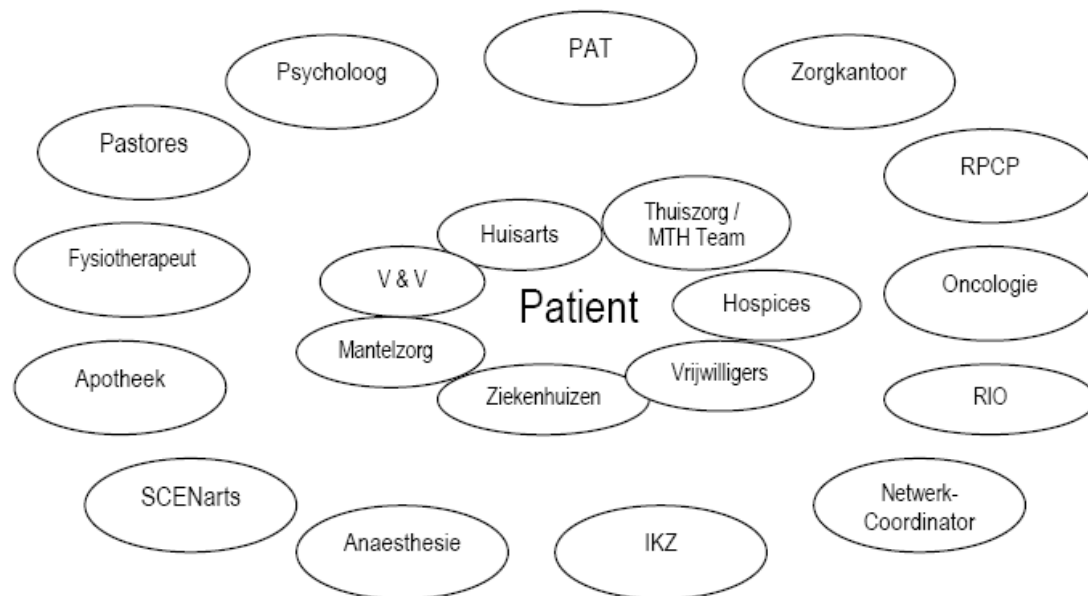 PAT
Psycholoog
Zorgkantoor
Pastores
RPCP
Thuiszorg /
MTH Team
Huisarts
Fysiotherapeut
V & V
Oncologie
Patient
Hospices
Mantelzorg
Vrijwilligers
Apotheek
Ziekenhuizen
RIO
SCENarts
Netwerk-
Coordinator
Anaesthesie
IKZ